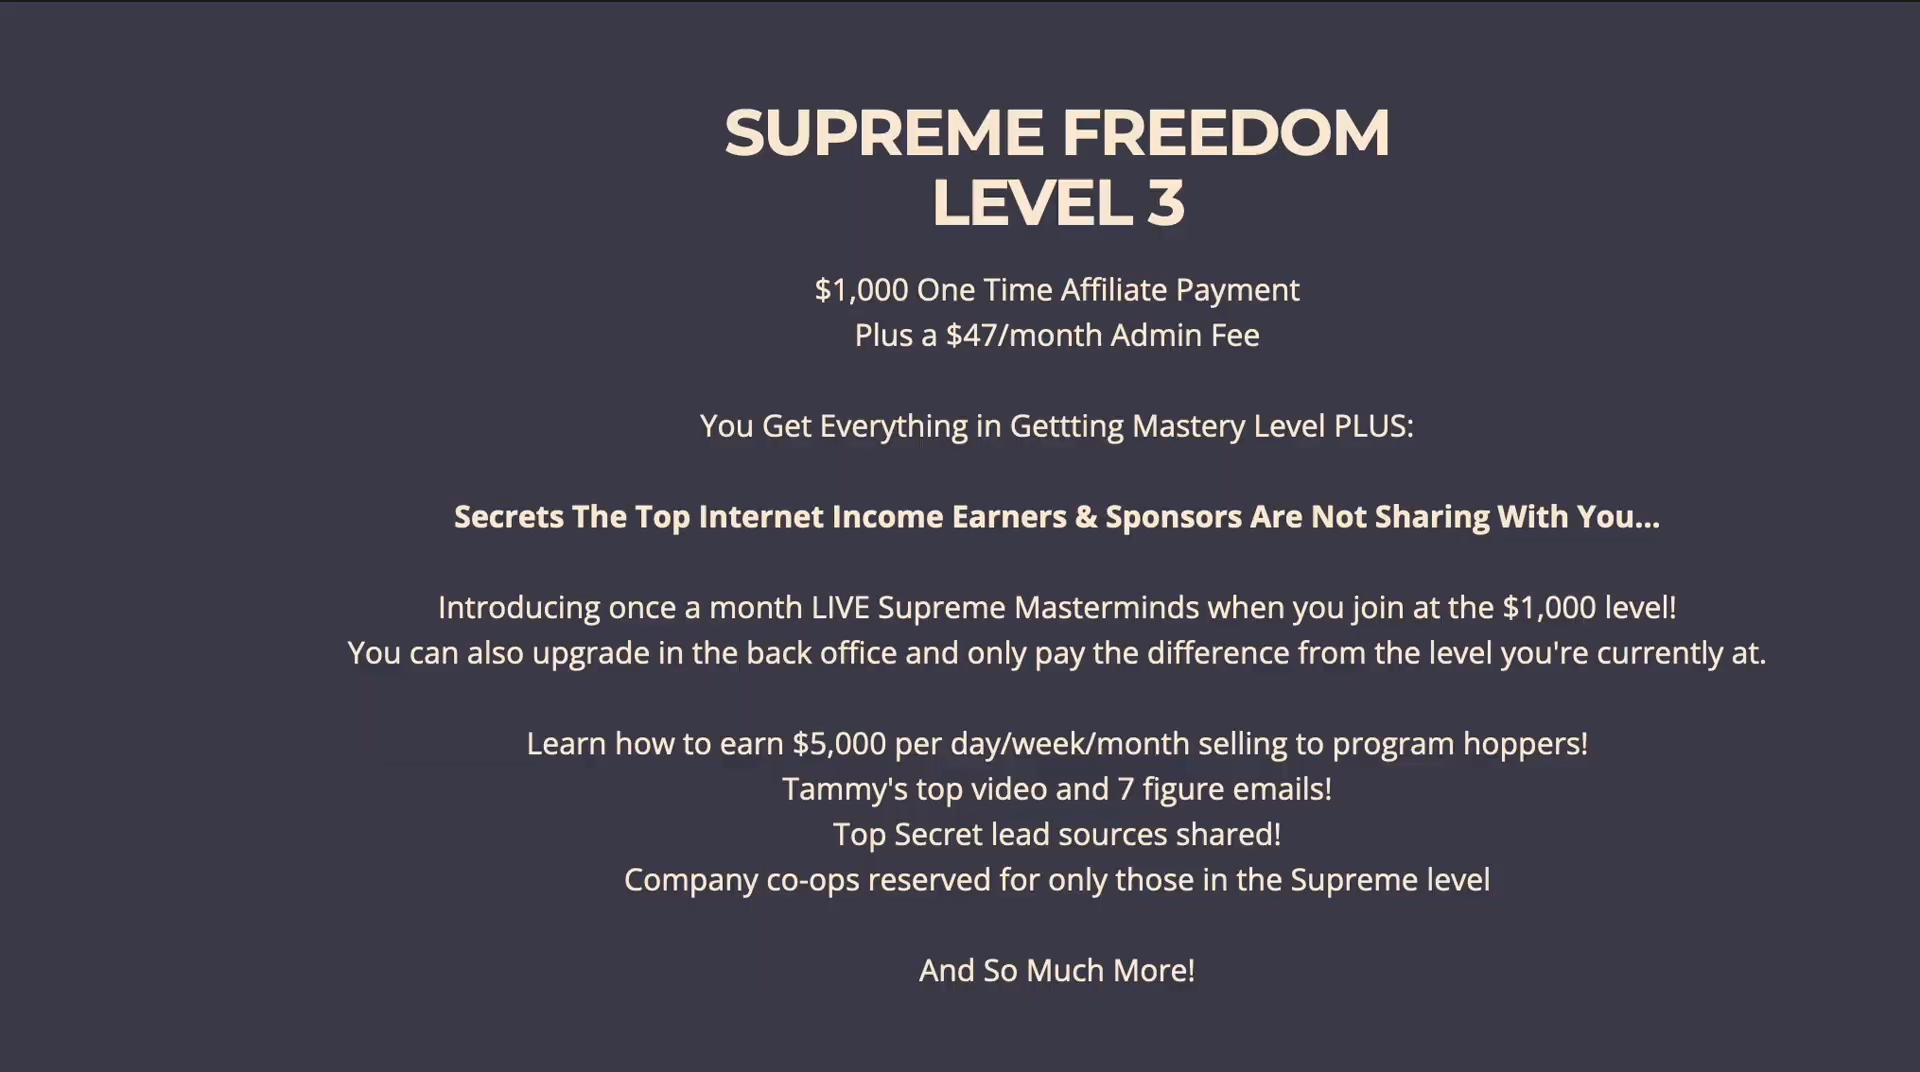 SUPREME FREEDOM
LEVEL 3
$1,000 One Time Affiliate Payment
Plus a $47/month Admin Fee
You Get Everything in Gettting Mastery Level PLUS:
Secrets The Top Internet Income Earners & Sponsors Are Not Sharing With You...
Introducing once a month LIVE Supreme Masterminds when you join at the $1,000 level!
You can also upgrade in the back office and only pay the difference from the level you're currently at.
Learn how to earn $5,000 per day/week/month selling to program hoppers!
Tammy's top video and 7 figure emails!
Top Secret lead sources shared!
Company co-ops reserved for only those in the Supreme level
And So Much More!